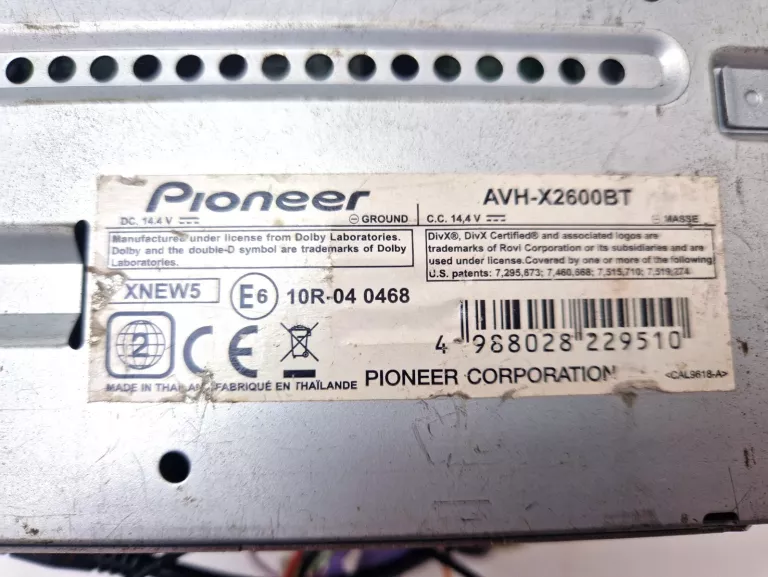 Pioneer
AVH-X2600BT
DC. 14.4 V ⎓
⊖ GROUND
C.C. 14,4 V ⎓
⊖ MASSE
Manufactured under license from Dolby Laboratories.
Dolby and the double-D symbol are trademarks of Dolby
Laboratories.
DivX®, DivX Certified® and associated logos are
trademarks of Rovi Corporation or its subsidiaries and are
used under license.Covered by one or more of the following
U.S. patents: 7,295,673; 7,460,668; 7,515,710; 7,519,274
XNEW5
E6
10R-04 0468
2
CE
4 988028 229510
MADE IN THAILAND/FABRIQUÉ EN THAÏLANDE
PIONEER CORPORATION
<CAL9618-A>